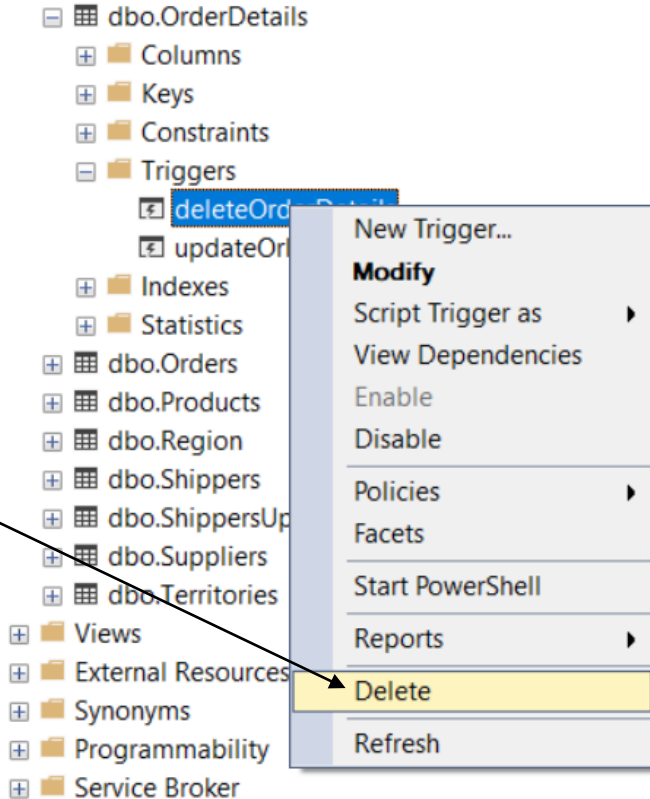 dbo.OrderDetails
Columns
Keys
Constraints
Triggers
deleteOrderDetails
New Trigger...
Modify
Script Trigger as
View Dependencies
Enable
Disable
Policies
Facets
Start PowerShell
Reports
Delete
Refresh
Indexes
Statistics
dbo.Orders
dbo.Products
dbo.Region
dbo.Shippers
dbo.Suppliers
dbo.Territories
Views
External Resources
Synonyms
Programmability
Service Broker